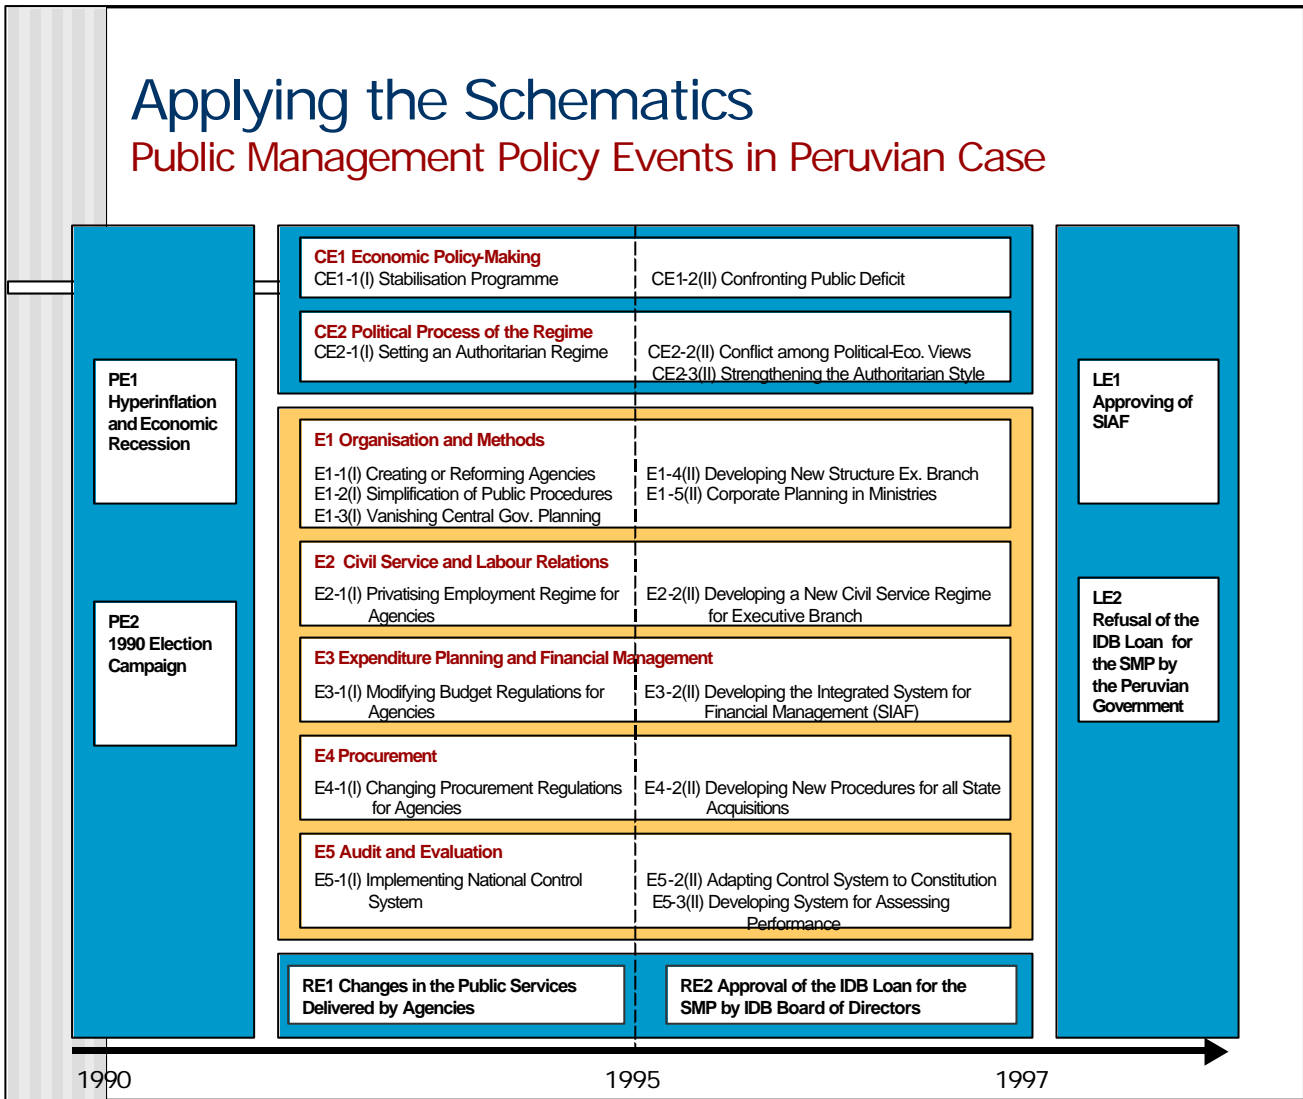 Applying the Schematics
Public Management Policy Events in Peruvian Case
PE1
Hyperinflation
and Economic
Recession
PE2
1990 Election
Campaign
CE1 Economic Policy-Making
CE1-1(I) Stabilisation Programme
CE1-2(II) Confronting Public Deficit
CE2 Political Process of the Regime
CE2-1(I) Setting an Authoritarian Regime
CE2-2(II) Conflict among Political-Eco. Views
CE2-3(II) Strengthening the Authoritarian Style
E1 Organisation and Methods
E1-1(I) Creating or Reforming Agencies
E1-2(I) Simplification of Public Procedures
E1-3(I) Vanishing Central Gov. Planning
E1-4(II) Developing New Structure Ex. Branch
E1-5(II) Corporate Planning in Ministries
E2 Civil Service and Labour Relations
E2-1(I) Privatising Employment Regime for
Agencies
E2-2(II) Developing a New Civil Service Regime
for Executive Branch
E3 Expenditure Planning and Financial Management
E3-1(I) Modifying Budget Regulations for
Agencies
E3-2(II) Developing the Integrated System for
Financial Management (SIAF)
E4 Procurement
E4-1(I) Changing Procurement Regulations
for Agencies
E4-2(II) Developing New Procedures for all State
Acquisitions
E5 Audit and Evaluation
E5-1(I) Implementing National Control
System
E5-2(II) Adapting Control System to Constitution
E5-3(II) Developing System for Assessing
Performance
RE1 Changes in the Public Services
Delivered by Agencies
RE2 Approval of the IDB Loan for the
SMP by IDB Board of Directors
LE1
Approving of
SIAF
LE2
Refusal of the
IDB Loan for
the SMP by
the Peruvian
Government
1990
1995
1997